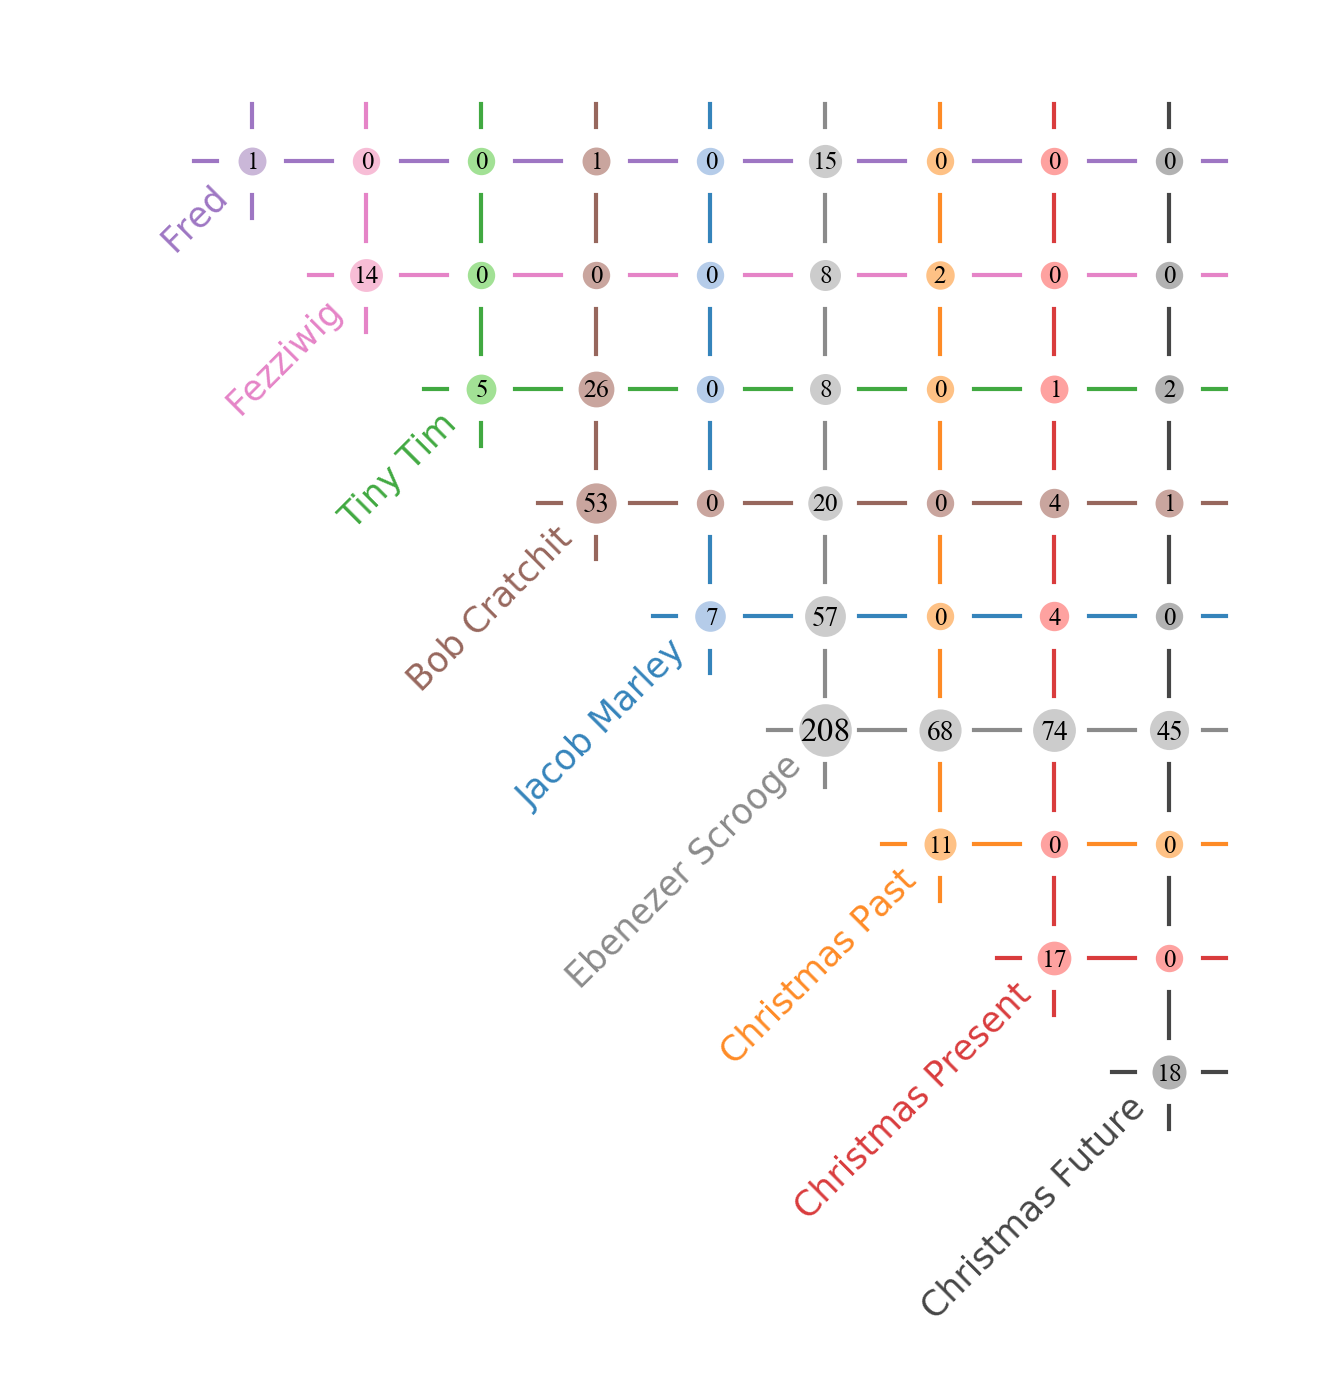 1 0 0 1 0 15 0 0 0
Fred
14 0 0 0 8 2 0 0
Fezziwig
5 26 0 8 0 1 2
Tiny Tim
53 0 20 0 4 1
Bob Cratchit
7 57 0 4 0
Jacob Marley
208 68 74 45
Ebenezer Scrooge
11 0 0
Christmas Past
17 0
Christmas Present
18
Christmas Future